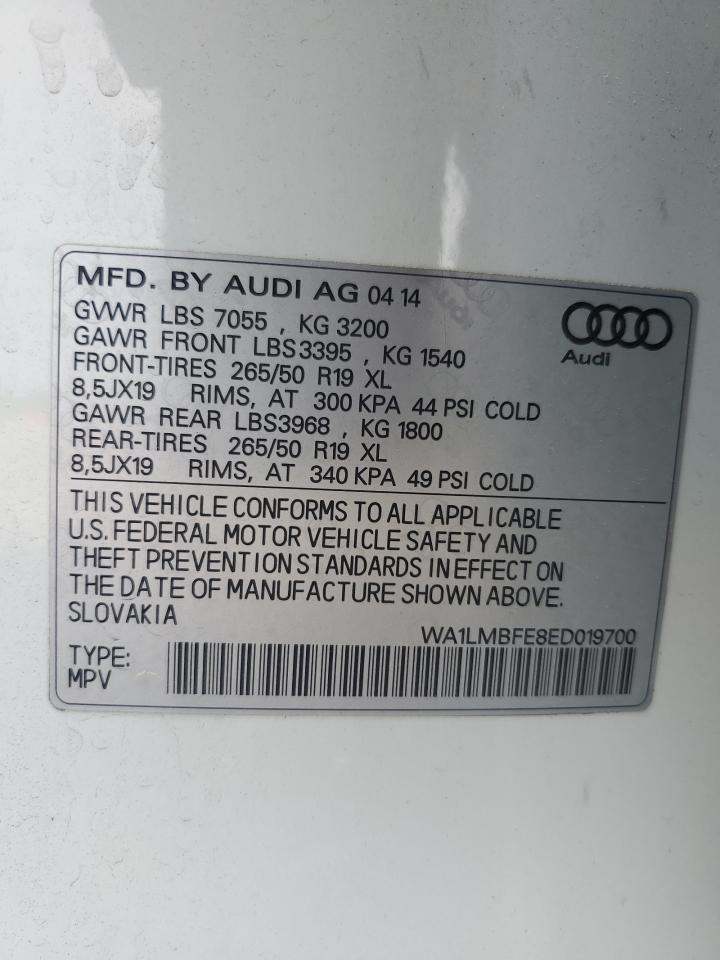 MFD. BY AUDI AG 04 14
GVWR LBS 7055 , KG 3200
GAWR FRONT LBS3395 , KG 1540
FRONT-TIRES 265/50 R19 XL
8,5JX19 RIMS, AT 300 KPA 44 PSI COLD
GAWR REAR LBS3968 , KG 1800
REAR-TIRES 265/50 R19 XL
8,5JX19 RIMS, AT 340 KPA 49 PSI COLD
Audi
THIS VEHICLE CONFORMS TO ALL APPLICABLE
U.S. FEDERAL MOTOR VEHICLE SAFETY AND
THEFT PREVENTION STANDARDS IN EFFECT ON
THE DATE OF MANUFACTURE SHOWN ABOVE.
SLOVAKIA
WA1LMBFE8ED019700
TYPE:
MPV